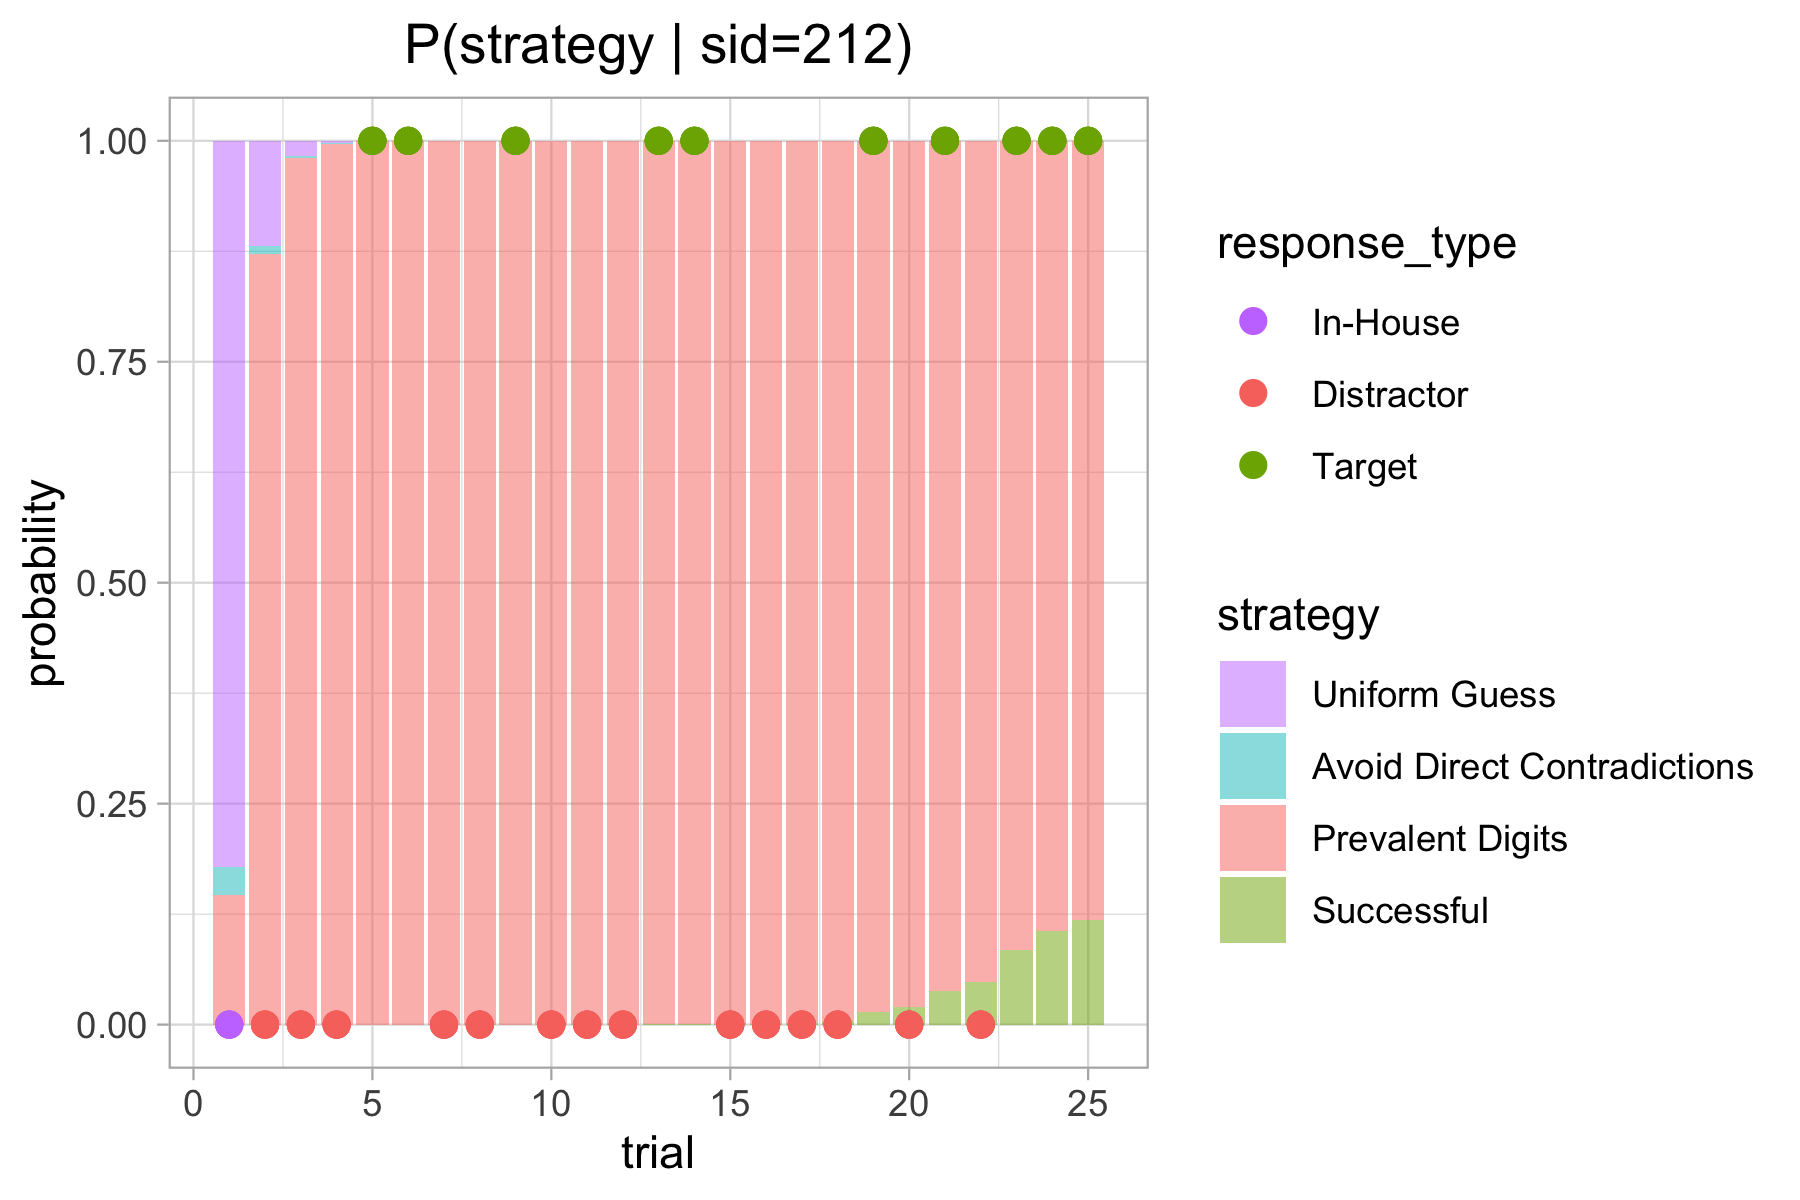 P(strategy | sid=212)
probability
1.00
0.75
0.50
0.25
0.00
0 5 10 15 20 25
trial
response_type
In-House
Distractor
Target
strategy
Uniform Guess
Avoid Direct Contradictions
Prevalent Digits
Successful